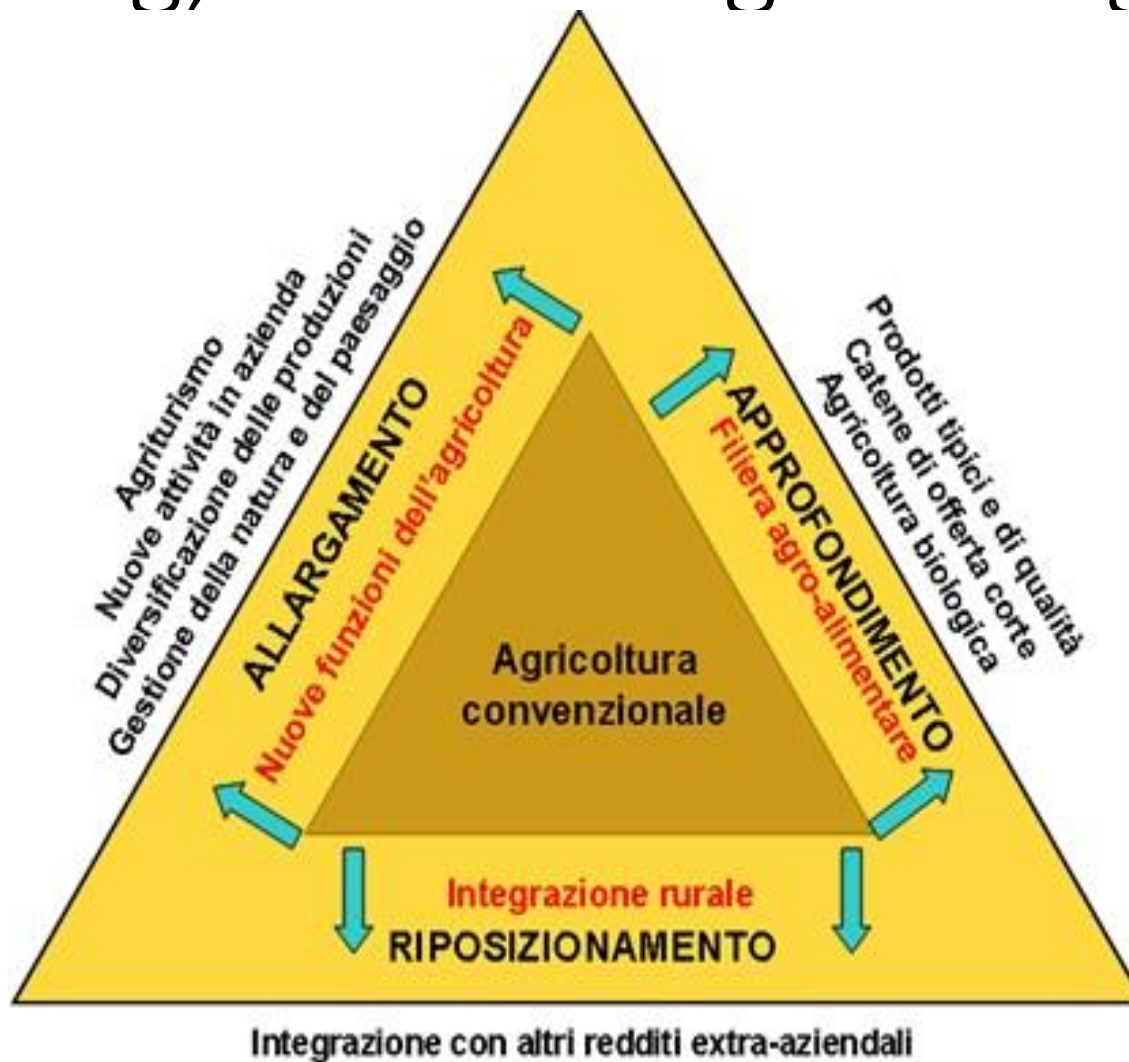 Agriturismo
Nuove attività in azienda
Diversificazione delle produzioni
Gestione della natura e del paesaggio
ALLARGAMENTO
Nuove funzioni dell'agricoltura
Prodotti tipici e di qualità
Catene di offerta corte
Agricoltura biologica
APPROFONDIMENTO
Filiera agro-alimentare
Agricoltura
convenzionale
Integrazione rurale
RIPOSIZIONAMENTO
Integrazione con altri redditi extra-aziendali